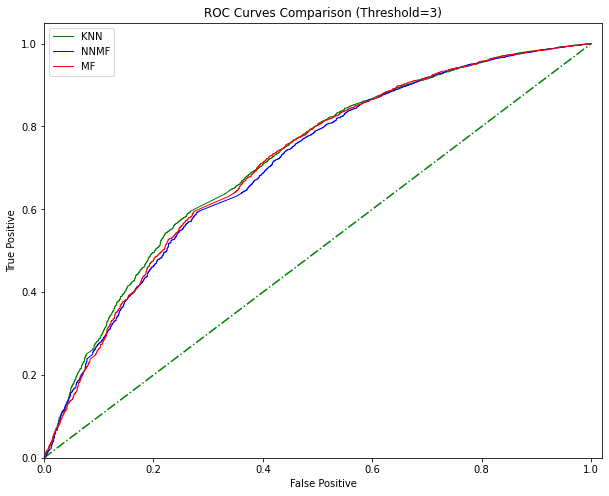 ROC Curves Comparison (Threshold=3)
KNN
NNMF
MF
True Positive
1.0
0.8
0.6
0.4
0.2
0.0
0.0 0.2 0.4 0.6 0.8 1.0
False Positive